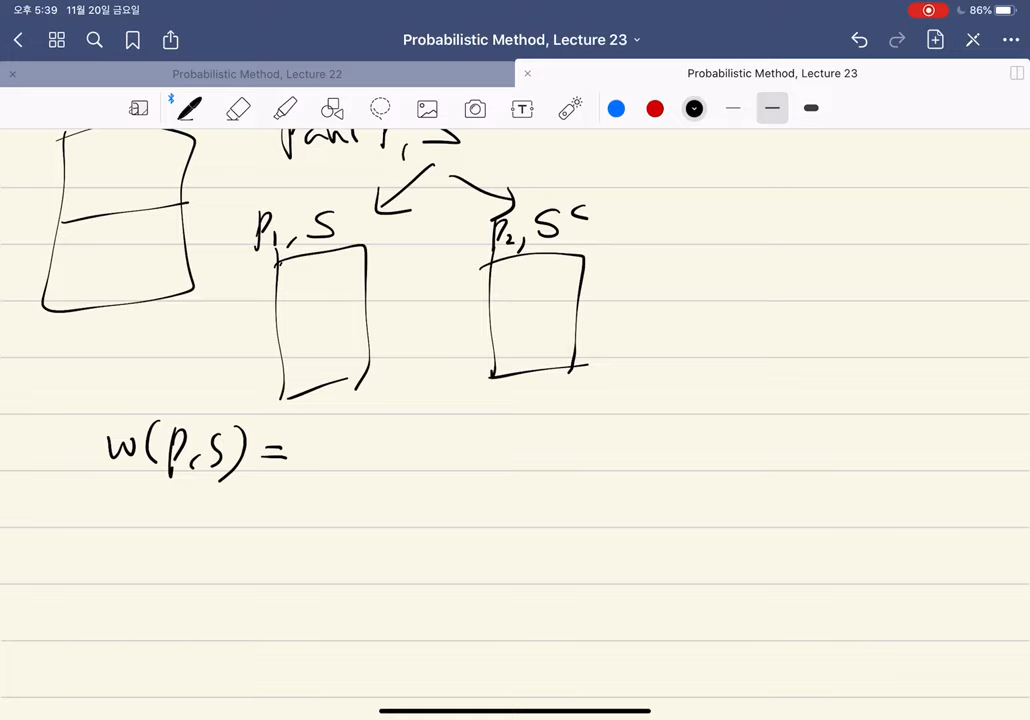 오후 5:39 11월 20일 금요일 86%
Probabilistic Method, Lecture 23
Probabilistic Method, Lecture 22
Probabilistic Method, Lecture 23
P₁, S P₂, Sᶜ
w(P, S) =